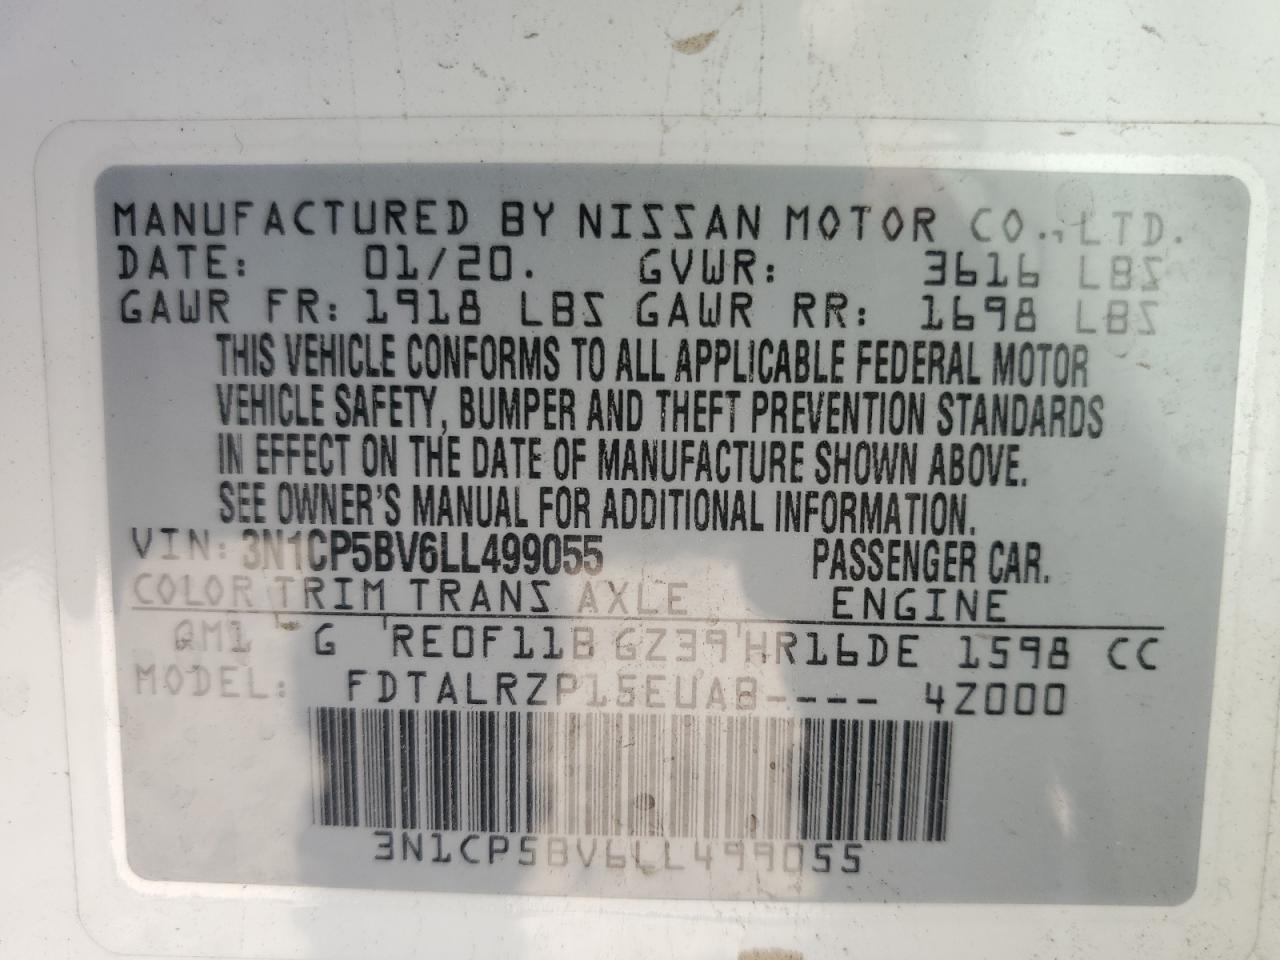 MANUFACTURED BY NISSAN MOTOR CO., LTD.
DATE: 01/20. GVWR: 3616 LBS
GAWR FR: 1918 LBS GAWR RR: 1698 LBS
THIS VEHICLE CONFORMS TO ALL APPLICABLE FEDERAL MOTOR
VEHICLE SAFETY, BUMPER AND THEFT PREVENTION STANDARDS
IN EFFECT ON THE DATE OF MANUFACTURE SHOWN ABOVE.
SEE OWNER'S MANUAL FOR ADDITIONAL INFORMATION.
VIN: 3N1CP5BV6LL499055 PASSENGER CAR.
COLOR TRIM TRANS AXLE ENGINE
QM1 G RE0F11B GZ39 HR16DE 1598 CC
MODEL: FDTALRZP15EUA8---- 4Z000
3N1CP5BV6LL499055